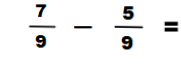 7/9 − 5/9 =